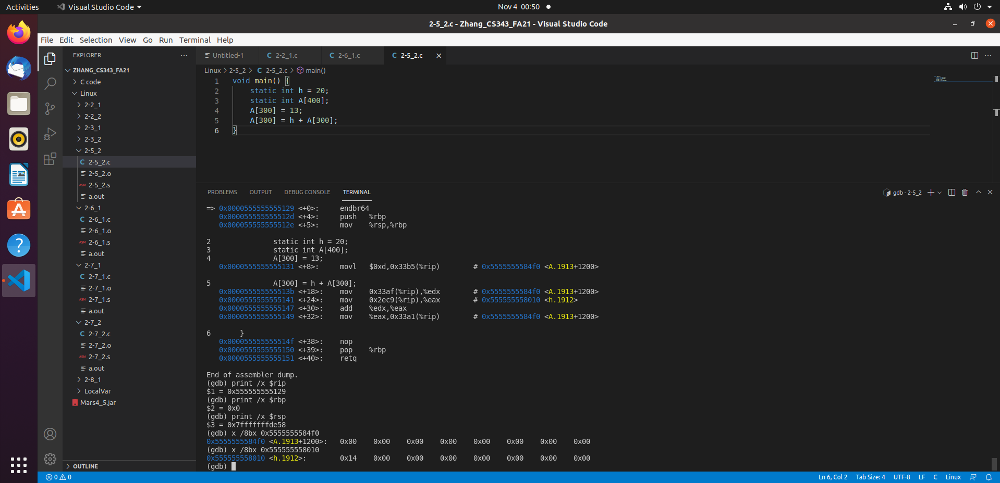 Activities
Visual Studio Code
Nov 4 00:50
2-5_2.c - Zhang_CS343_FA21 - Visual Studio Code
File Edit Selection View Go Run Terminal Help
EXPLORER
ZHANG_CS343_FA21
C code
Linux
2-2_1
2-2_2
2-3_1
2-3_2
2-5_2
C 2-5_2.c
2-5_2.o
ASM 2-5_2.s
a.out
2-6_1
C 2-6_1.c
2-6_1.o
ASM 2-6_1.s
a.out
2-7_1
C 2-7_1.c
2-7_1.o
ASM 2-7_1.s
a.out
2-7_2
C 2-7_2.c
2-7_2.o
ASM 2-7_2.s
a.out
2-8_1
LocalVar
Mars4_5.jar
OUTLINE
Untitled-1 C 2-2_1.c C 2-6_1.c C 2-5_2.c
Linux > 2-5_2 > C 2-5_2.c > main()
1 void main() {
2 static int h = 20;
3 static int A[400];
4 A[300] = 13;
5 A[300] = h + A[300];
6 }
PROBLEMS OUTPUT DEBUG CONSOLE TERMINAL
gdb - 2-5_2
=> 0x0000555555555129 <+0>: endbr64
0x000055555555512d <+4>: push %rbp
0x000055555555512e <+5>: mov %rsp,%rbp
2 static int h = 20;
3 static int A[400];
4 A[300] = 13;
0x0000555555555131 <+8>: movl $0xd,0x33b5(%rip) # 0x5555555584f0 <A.1913+1200>
5 A[300] = h + A[300];
0x000055555555513b <+18>: mov 0x33af(%rip),%edx # 0x5555555584f0 <A.1913+1200>
0x0000555555555141 <+24>: mov 0x2ec9(%rip),%eax # 0x555555558010 <h.1912>
0x0000555555555147 <+30>: add %edx,%eax
0x0000555555555149 <+32>: mov %eax,0x33a1(%rip) # 0x5555555584f0 <A.1913+1200>
6 }
0x000055555555514f <+38>: nop
0x0000555555555150 <+39>: pop %rbp
0x0000555555555151 <+40>: retq
End of assembler dump.
(gdb) print /x $rip
$1 = 0x555555555129
(gdb) print /x $rbp
$2 = 0x0
(gdb) print /x $rsp
$3 = 0x7fffffffde58
(gdb) x /8bx 0x5555555584f0
0x5555555584f0 <A.1913+1200>: 0x00 0x00 0x00 0x00 0x00 0x00 0x00 0x00
(gdb) x /8bx 0x555555558010
0x555555558010 <h.1912>: 0x14 0x00 0x00 0x00 0x00 0x00 0x00 0x00
(gdb)
0 0
Ln 6, Col 2 Tab Size: 4 UTF-8 LF C Linux